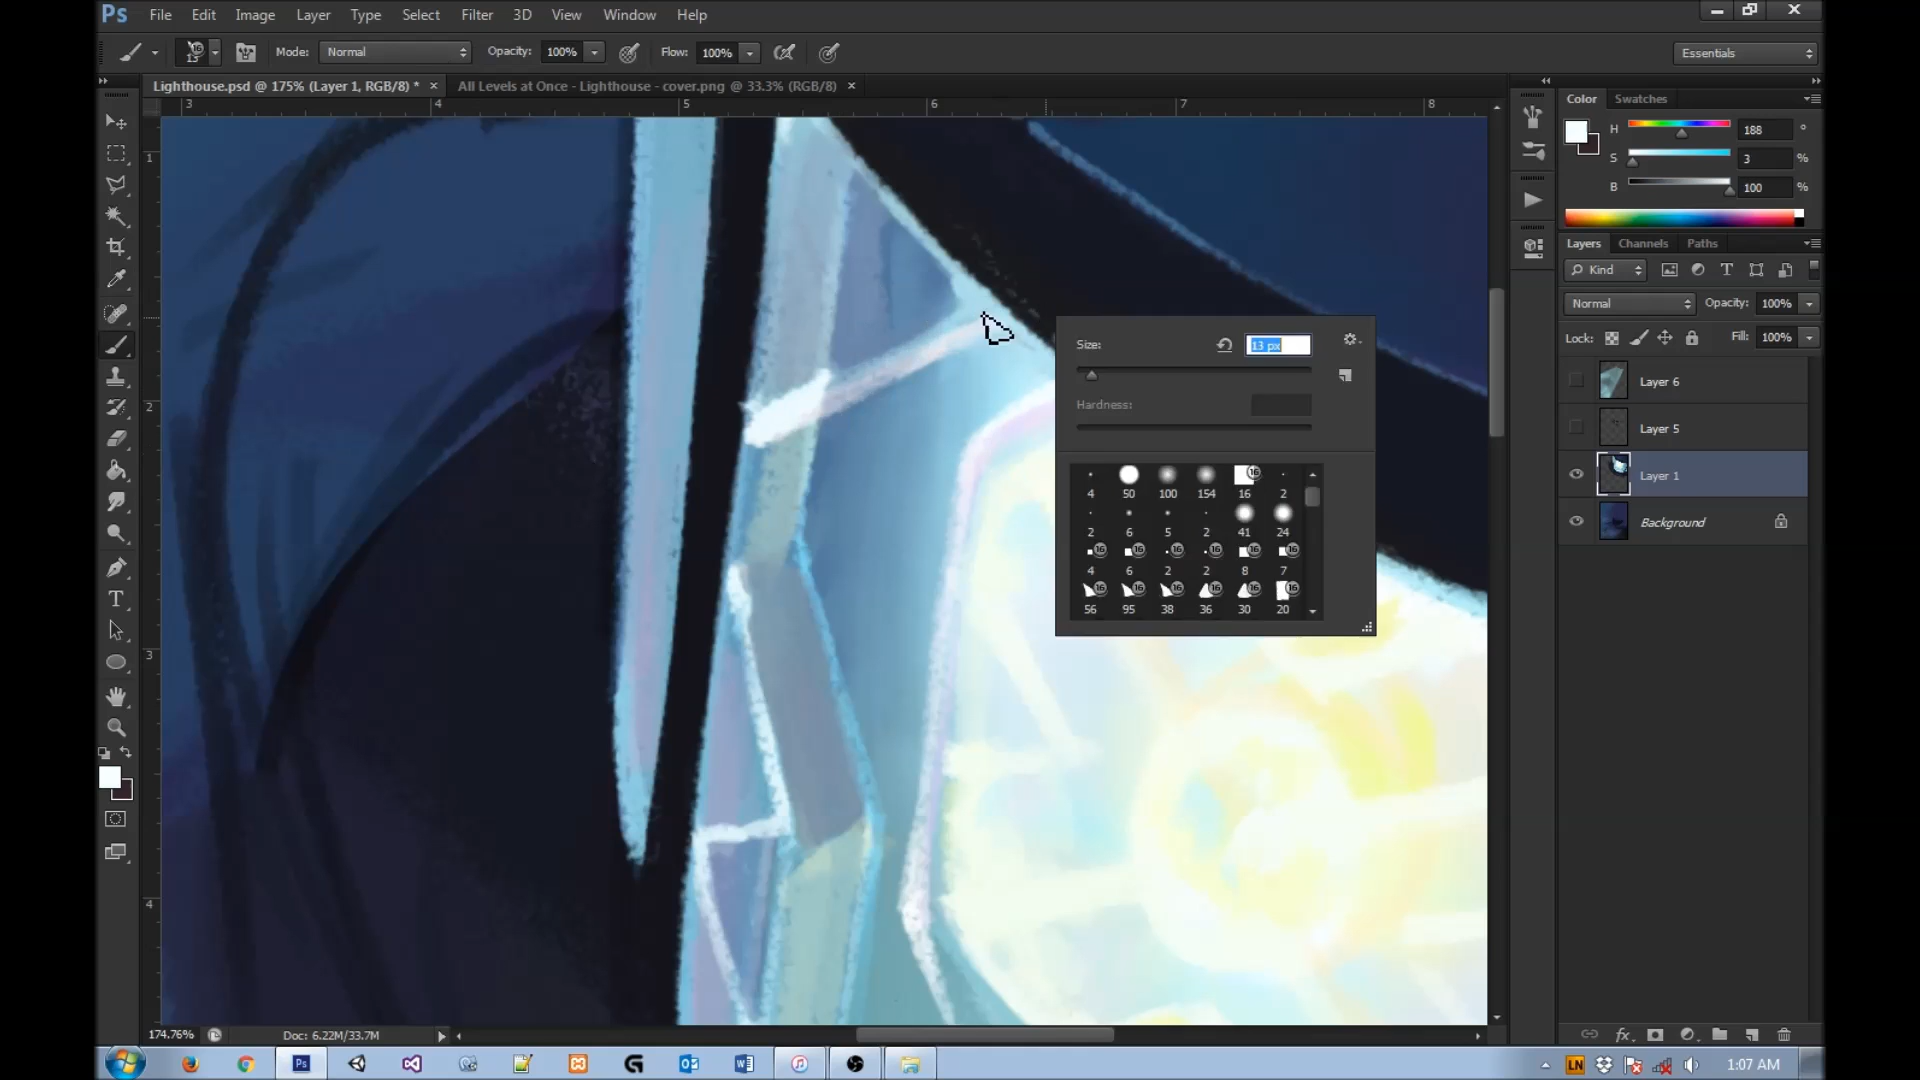 Ps File Edit Image Layer Type Select Filter 3D View Window Help
13 Mode: Normal Opacity: 100% Flow: 100% Essentials
Lighthouse.psd @ 175% (Layer 1, RGB/8) * × All Levels at Once - Lighthouse - cover.png @ 33.3% (RGB/8) ×
3 4 5 6 7 8
Color Swatches
H 188 °
S 3 %
B 100 %
1
2
3
4
Layers Channels Paths
Kind
Normal Opacity: 100%
Lock: Fill: 100%
Layer 6
Layer 5
Layer 1
Background
Size: 13 px
Hardness:
4 50 100 154 16 2
2 6 5 2 41 24
4 6 2 2 8 7
56 95 38 36 30 20
174.76% Doc: 6.22M/33.7M
Ps LN 1:07 AM